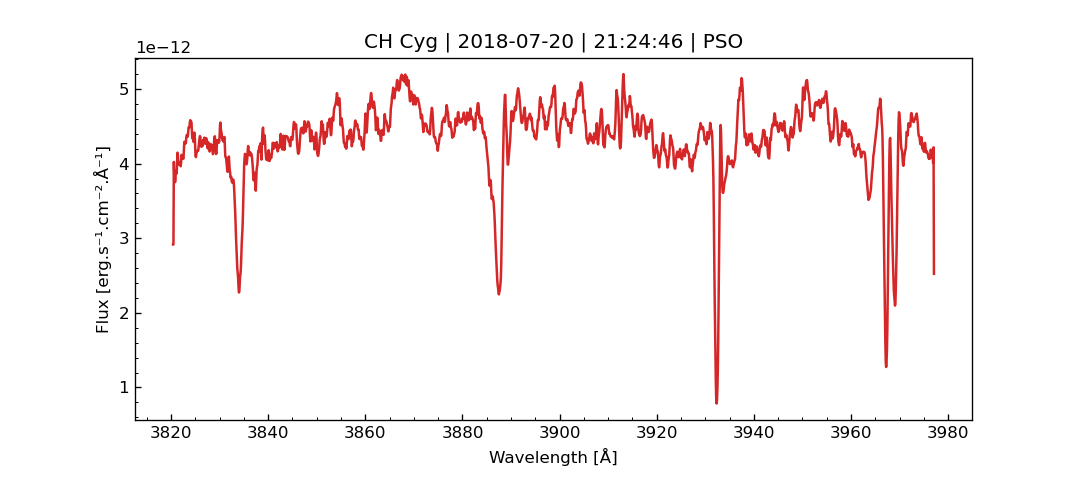 CH Cyg | 2018-07-20 | 21:24:46 | PSO
1e−12
5
4
3
2
1
Flux [erg.s⁻¹.cm⁻².Å⁻¹]
3820 3840 3860 3880 3900 3920 3940 3960 3980
Wavelength [Å]